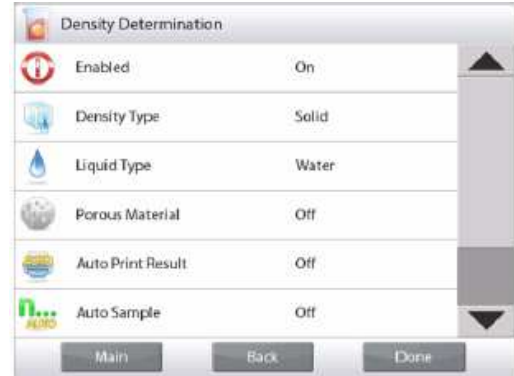 Density Determination
Enabled On
Density Type Solid
Liquid Type Water
Porous Material Off
Auto Print Result Off
n... Auto Sample Off
AUTO
Main Back Done